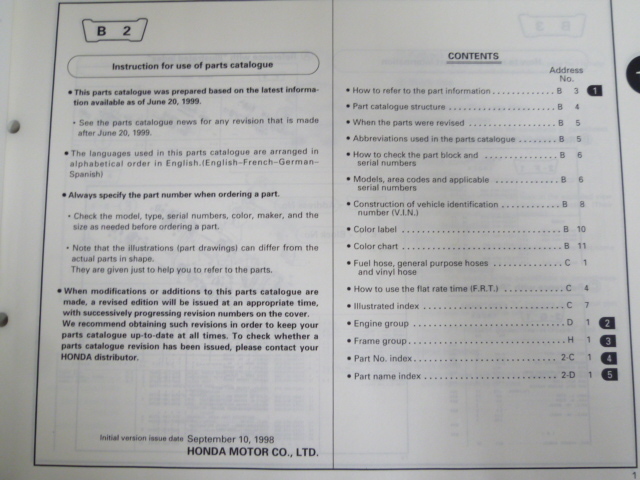 B 2
Instruction for use of parts catalogue
• This parts catalogue was prepared based on the latest informa-
tion available as of June 20, 1999.
• See the parts catalogue news for any revision that is made
after June 20, 1999.
• The languages used in this parts catalogue are arranged in
alphabetical order in English.(English–French–German–
Spanish)
• Always specify the part number when ordering a part.
• Check the model, type, serial numbers, color, maker, and the
size as needed before ordering a part.
• Note that the illustrations (part drawings) can differ from the
actual parts in shape.
They are given just to help you to refer to the parts.
• When modifications or additions to this parts catalogue are
made, a revised edition will be issued at an appropriate time,
with successively progressing revision numbers on the cover.
We recommend obtaining such revisions in order to keep your
parts catalogue up-to-date at all times. To check whether a
parts catalogue revision has been issued, please contact your
HONDA distributor.
Initial version issue date September 10, 1998
HONDA MOTOR CO., LTD.
CONTENTS
Address
No.
• How to refer to the part information ............. B 3 1
• Part catalogue structure ...................... B 4
• When the parts were revised .................. B 5
• Abbreviations used in the parts catalogue ....... B 5
• How to check the part block and ............... B 6
serial numbers
• Models, area codes and applicable ............. B 6
serial numbers
• Construction of vehicle identification ........... B 8
number (V.I.N.)
• Color label .................................. B 10
• Color chart .................................. B 11
• Fuel hose, general purpose hoses .............. C 1
and vinyl hose
• How to use the flat rate time (F.R.T.) ............ C 4
• Illustrated index ............................. C 7
• Engine group ................................ D 1 2
• Frame group ................................. H 1 3
• Part No. index ............................... 2-C 1 4
• Part name index ............................. 2-D 1 5
1